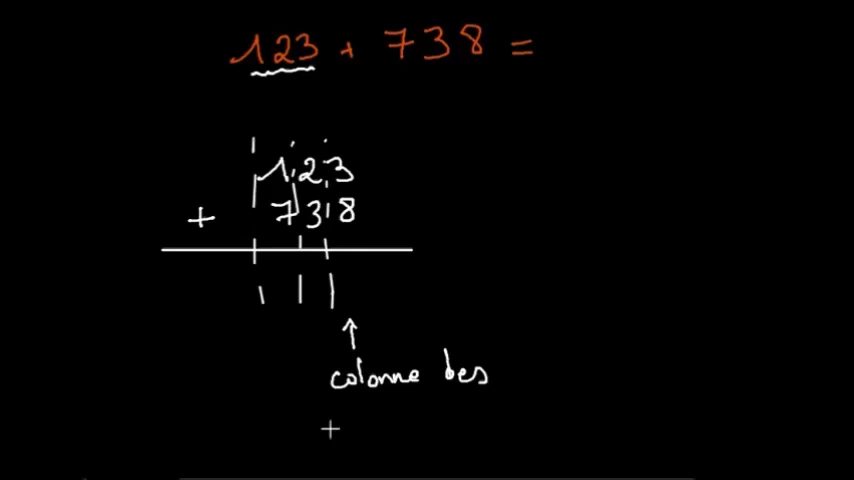 123 + 738 =
123
+ 738
colonne des